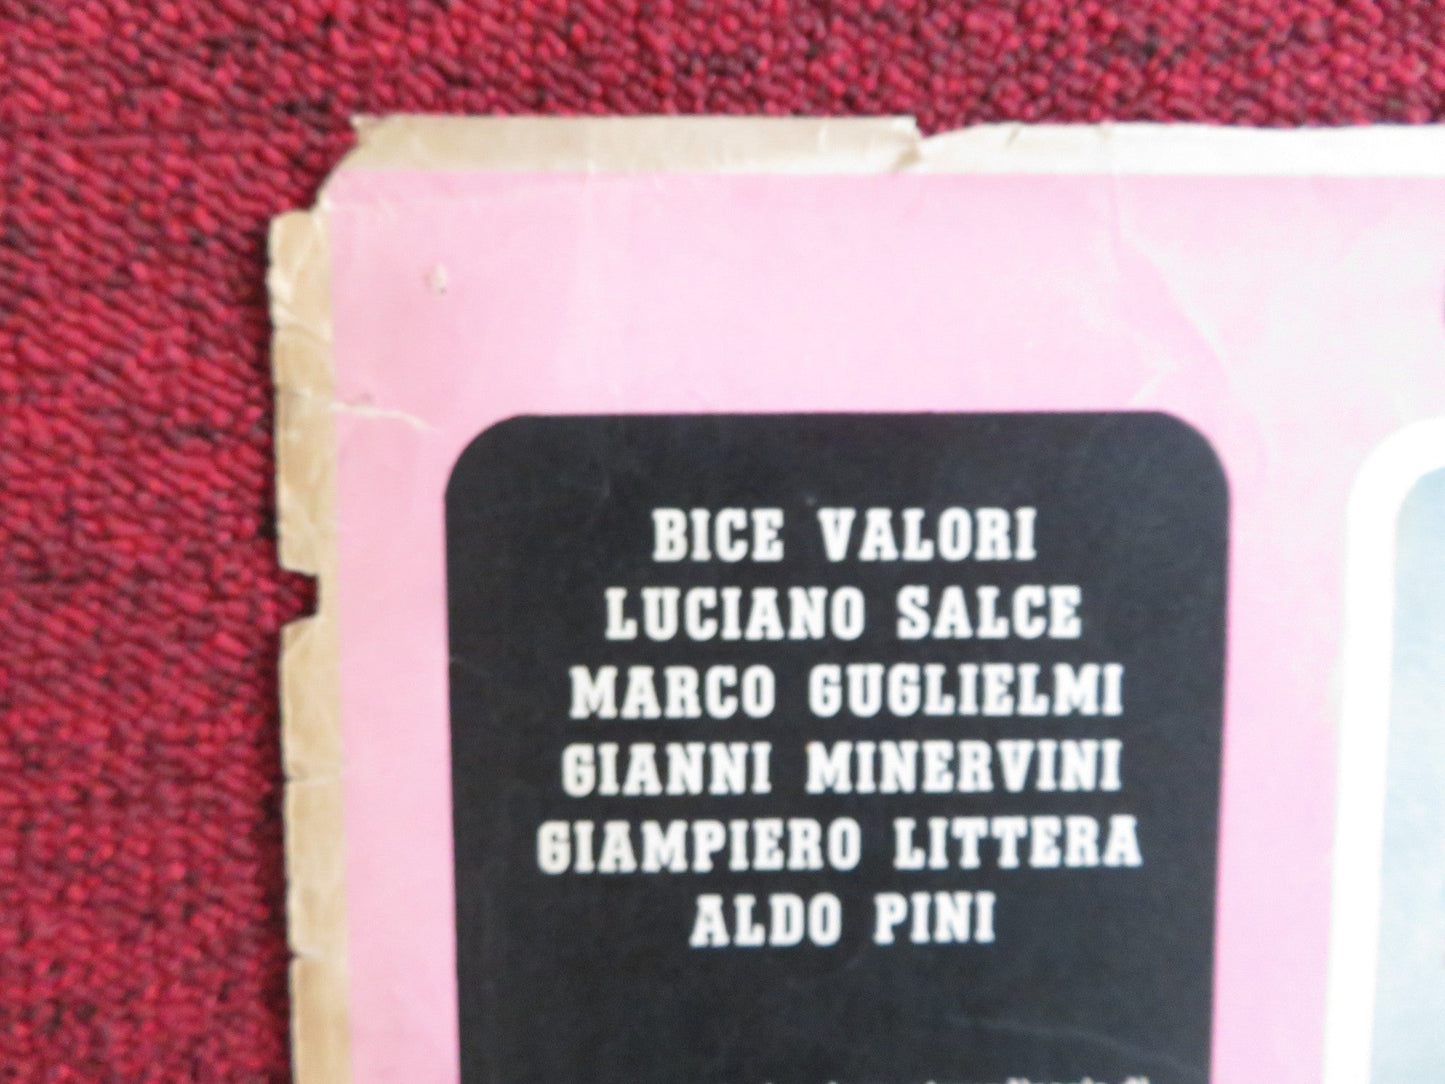 BICE VALORI
LUCIANO SALCE
MARCO GUGLIELMI
GIANNI MINERVINI
GIAMPIERO LITTERA
ALDO PINI